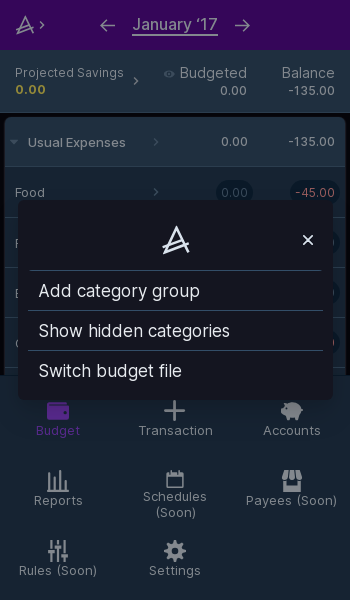 January ‘17
Projected Savings
Budgeted
Balance
0.00
0.00
-135.00
Usual Expenses
0.00
-135.00
Food
0.00
-45.00
Add category group
Show hidden categories
Switch budget file
Budget
Transaction
Accounts
Reports
Schedules
(Soon)
Payees (Soon)
Rules (Soon)
Settings